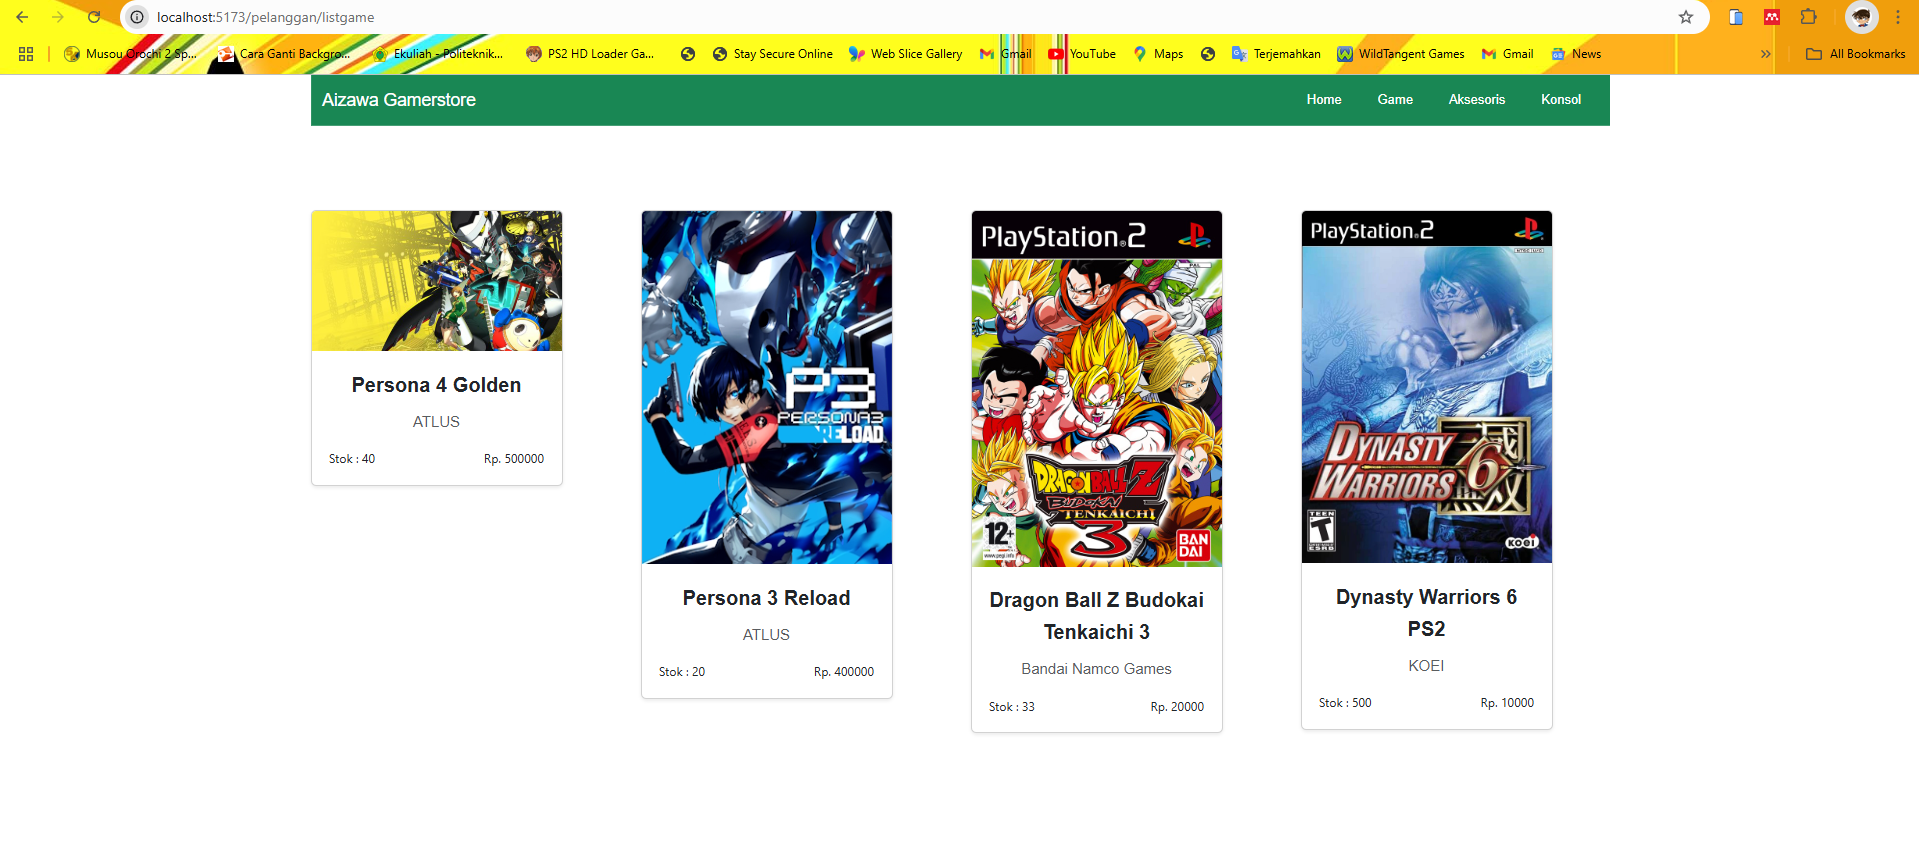 localhost:5173/pelanggan/listgame
Musou Orochi 2 Sp...
Cara Ganti Backgro...
Ekuliah - Politeknik...
PS2 HD Loader Ga...
Stay Secure Online
Web Slice Gallery
Gmail
YouTube
Maps
Terjemahkan
WildTangent Games
Gmail
News
All Bookmarks
Aizawa Gamerstore
Home
Game
Aksesoris
Konsol
Persona 4 Golden
ATLUS
Stok : 40
Rp. 500000
P3
PERSONA3
RELOAD
Persona 3 Reload
ATLUS
Stok : 20
Rp. 400000
PlayStation®2
PAL
DRAGON BALL Z
BUDOKAI
TENKAICHI
3
12+
www.pegi.info
BAN
DAI
Dragon Ball Z Budokai
Tenkaichi 3
Bandai Namco Games
Stok : 33
Rp. 20000
PlayStation®2
NTSC U/C
DYNASTY
WARRIORS
6
TEEN
T
ESRB
KOEI
Dynasty Warriors 6
PS2
KOEI
Stok : 500
Rp. 10000